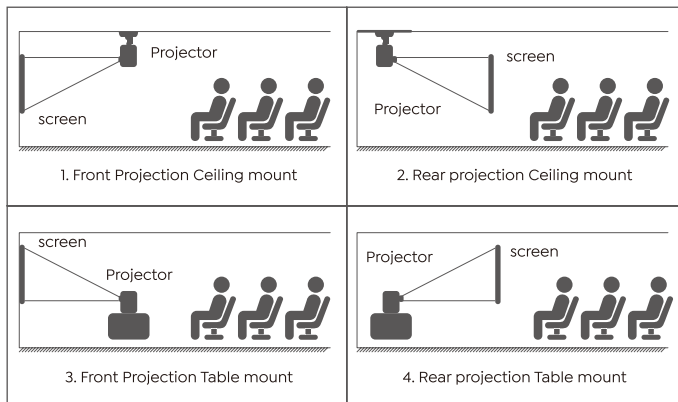 Projector
screen
1. Front Projection Ceiling mount
screen
Projector
2. Rear projection Ceiling mount
screen
Projector
3. Front Projection Table mount
Projector
screen
4. Rear projection Table mount